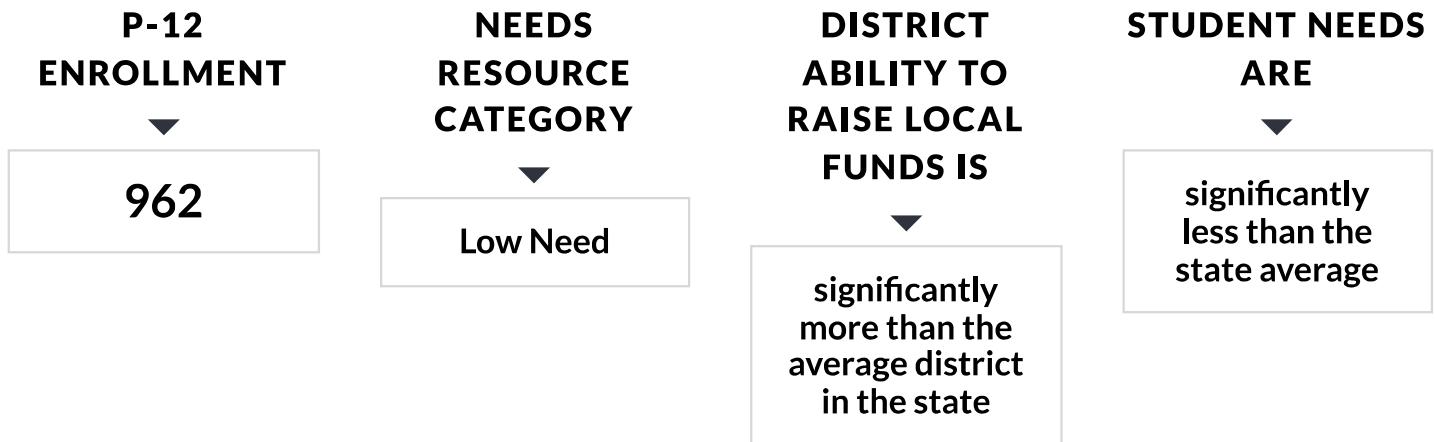 P-12
ENROLLMENT
962
NEEDS
RESOURCE
CATEGORY
Low Need
DISTRICT
ABILITY TO
RAISE LOCAL
FUNDS IS
significantly
more than the
average district
in the state
STUDENT NEEDS
ARE
significantly
less than the
state average